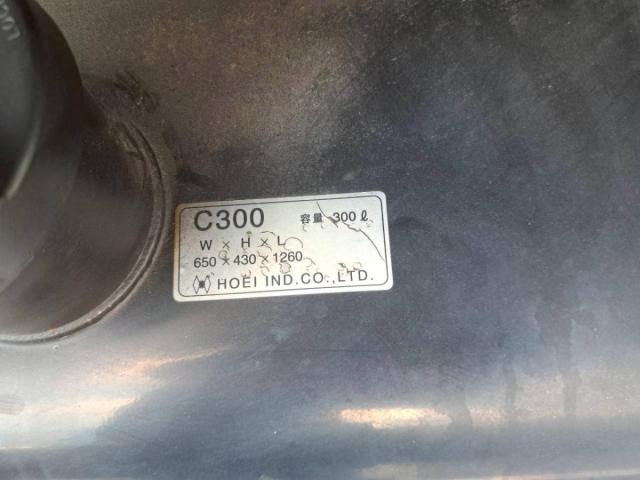 C300 容量 300ℓ
W × H × L
650 × 430 × 1260
HOEI IND.CO.,LTD.